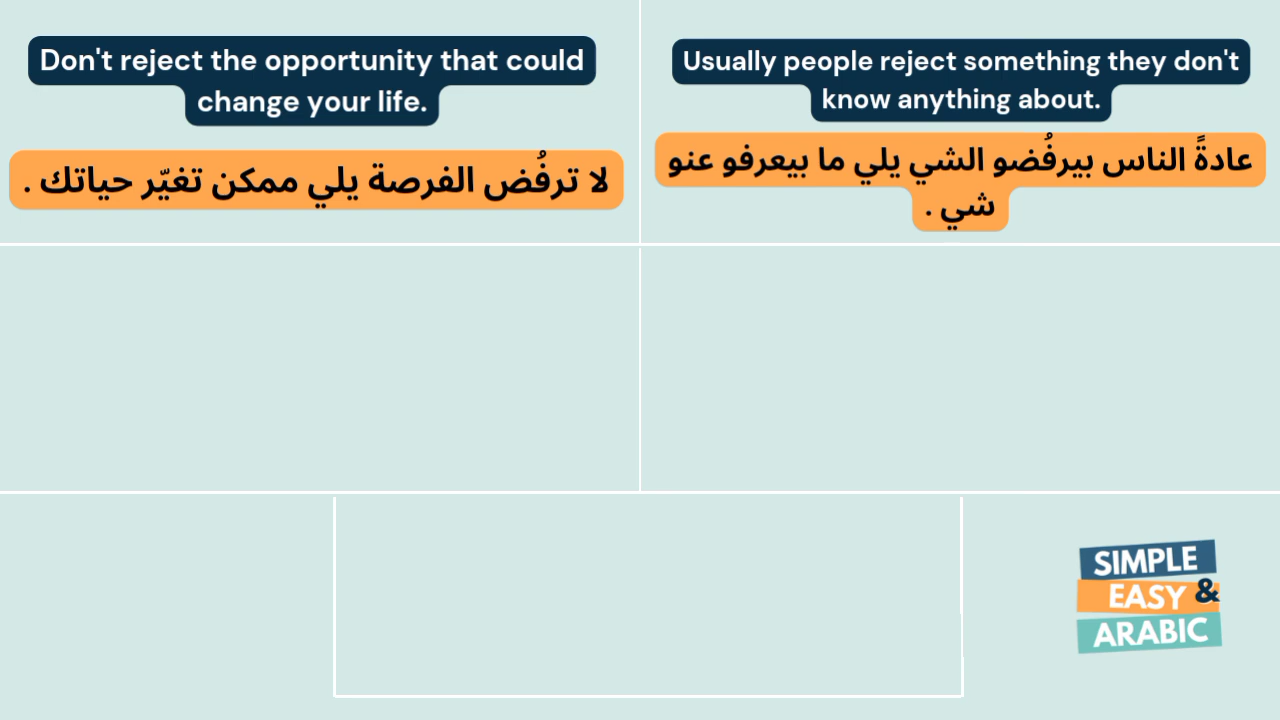 Don't reject the opportunity that could
change your life.
لا ترفُض الفرصة يلي ممكن تغيّر حياتك .
Usually people reject something they don't
know anything about.
عادةً الناس بيرفُضو الشي يلي ما بيعرفو عنو
شي .
SIMPLE
EASY &
ARABIC